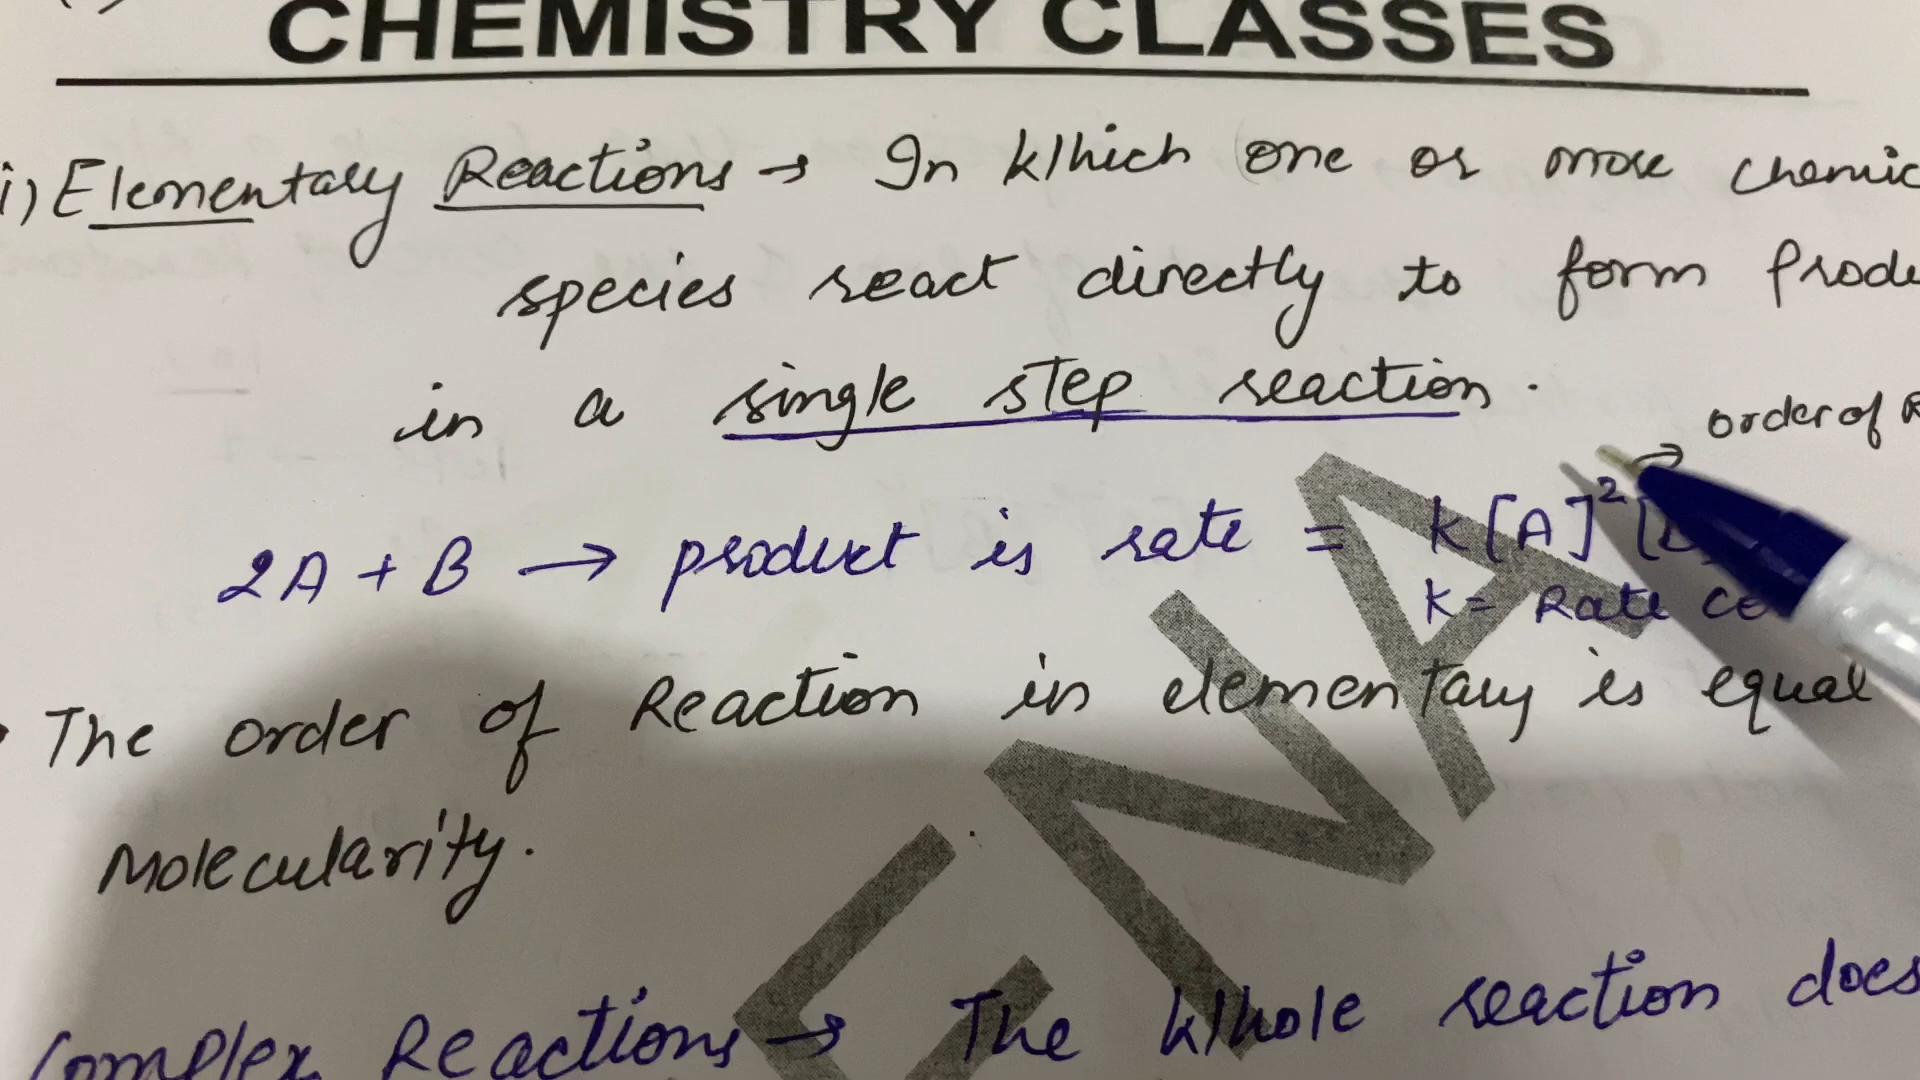 CHEMISTRY CLASSES
i) Elementary Reactions → In Which one or more chemic
species react directly to form Produ
in a single step reaction.
order of R
2A + B → product is rate = K[A]²[B
K = Rate Co
The order of Reaction in elementary is equal
Molecularity.
Complex Reactions → The Whole reaction does
ENA